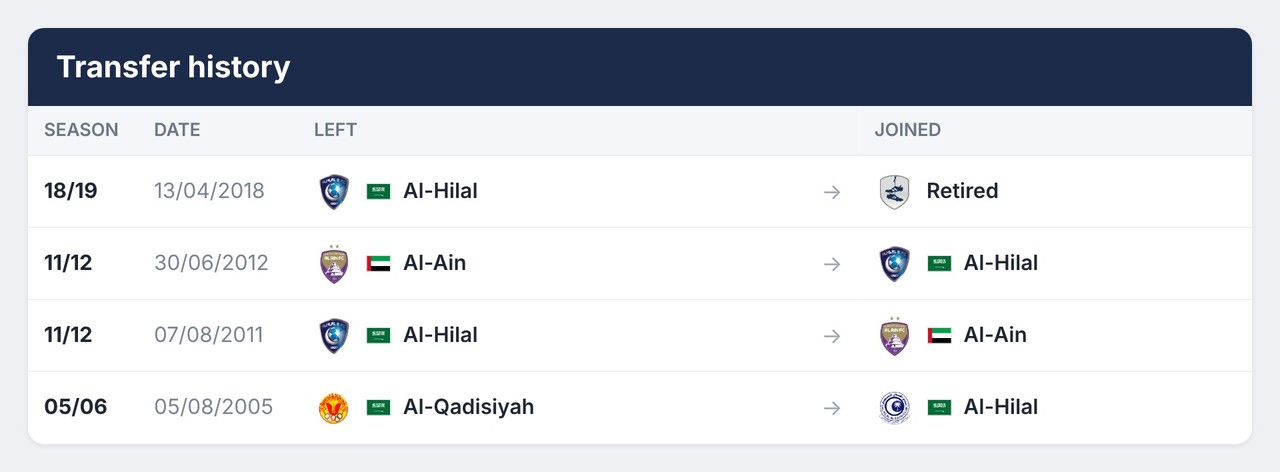 Transfer history
SEASON DATE LEFT JOINED
18/19 13/04/2018 Al-Hilal → Retired
11/12 30/06/2012 Al-Ain → Al-Hilal
11/12 07/08/2011 Al-Hilal → Al-Ain
05/06 05/08/2005 Al-Qadisiyah → Al-Hilal